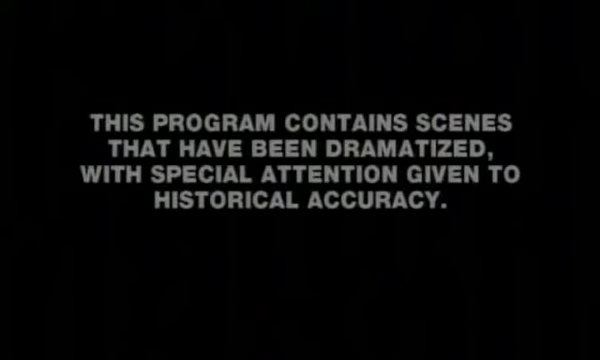 THIS PROGRAM CONTAINS SCENES
THAT HAVE BEEN DRAMATIZED,
WITH SPECIAL ATTENTION GIVEN TO
HISTORICAL ACCURACY.